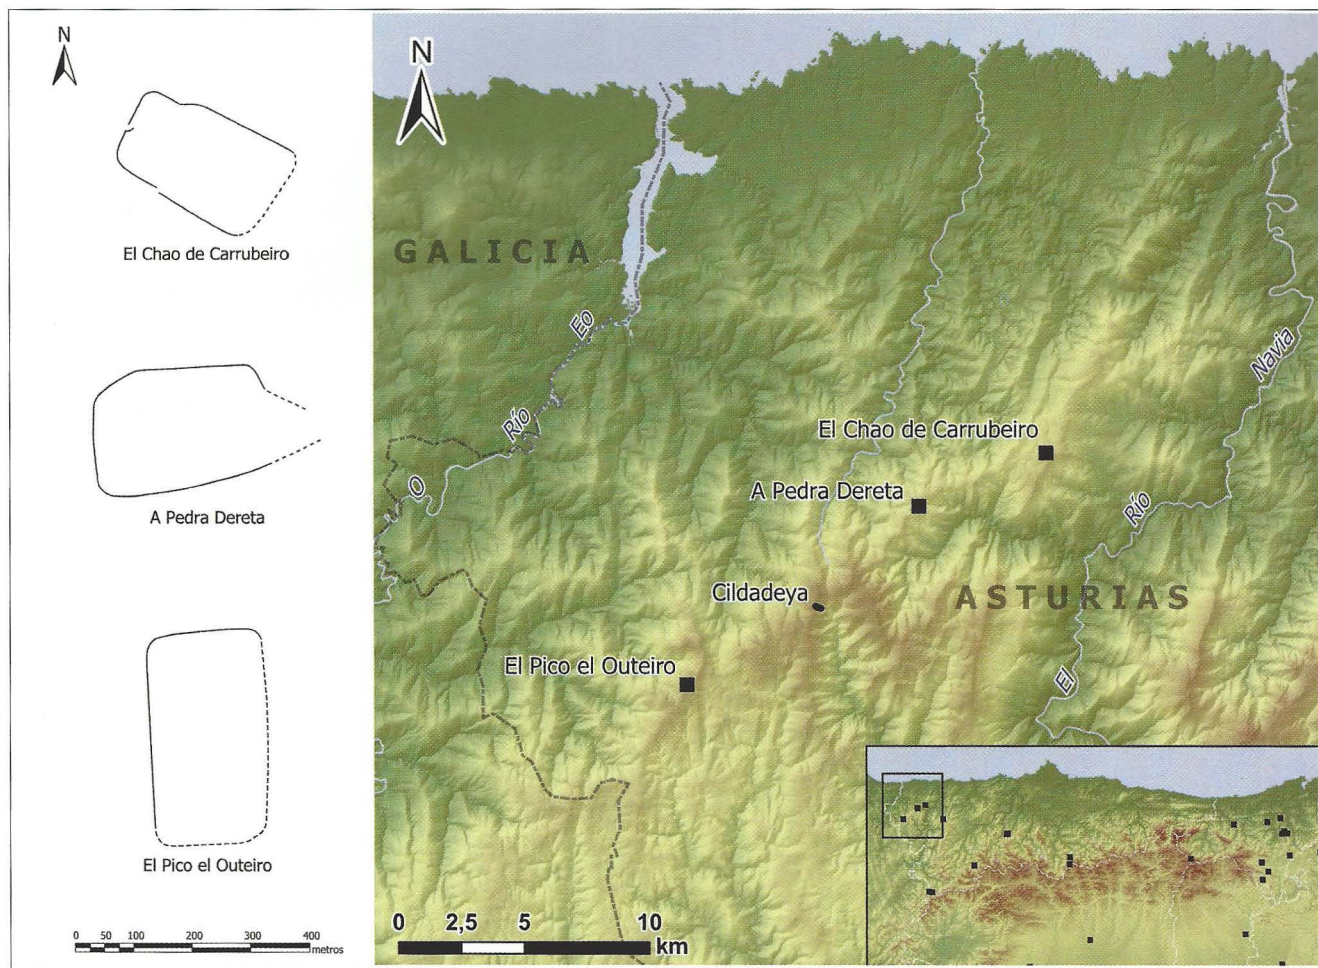 N
El Chao de Carrubeiro
A Pedra Dereta
El Pico el Outeiro
0 50 100 200 300 400
metros
N
GALICIA
O Río Eo
El Chao de Carrubeiro
A Pedra Dereta
Cildadeya
ASTURIAS
El Pico el Outeiro
El Río Navia
0 2,5 5 10
km